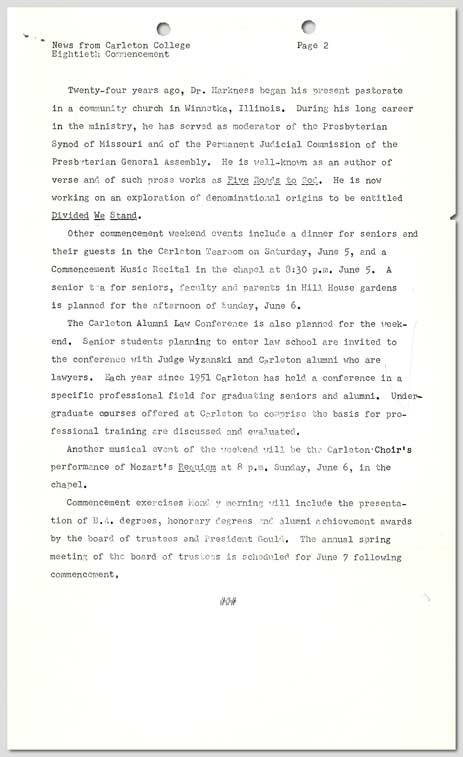 News from Carleton College
Page 2
Eightieth Commencement
Twenty-four years ago, Dr. Harkness began his present pastorate
in a community church in Winnetka, Illinois. During his long career
in the ministry, he has served as moderator of the Presbyterian
Synod of Missouri and of the Permanent Judicial Commission of the
Presbyterian General Assembly. He is well-known as an author of
verse and of such prose works as Five Roads to God. He is now
working on an exploration of denominational origins to be entitled
Divided We Stand.
Other commencement weekend events include a dinner for seniors and
their guests in the Carleton Tearoom on Saturday, June 5, and a
Commencement Music Recital in the chapel at 8:30 p.m. June 5. A
senior tea for seniors, faculty and parents in Hill House gardens
is planned for the afternoon of Sunday, June 6.
The Carleton Alumni Law Conference is also planned for the week-
end. Senior students planning to enter law school are invited to
the conference with Judge Wyzanski and Carleton alumni who are
lawyers. Each year since 1951 Carleton has held a conference in a
specific professional field for graduating seniors and alumni. Under-
graduate courses offered at Carleton to comprise the basis for pro-
fessional training are discussed and evaluated.
Another musical event of the weekend will be the Carleton Choir's
performance of Mozart's Requiem at 8 p.m. Sunday, June 6, in the
chapel.
Commencement exercises Monday morning will include the presenta-
tion of B.A. degrees, honorary degrees and alumni achievement awards
by the board of trustees and President Gould. The annual spring
meeting of the board of trustees is scheduled for June 7 following
commencement.
###